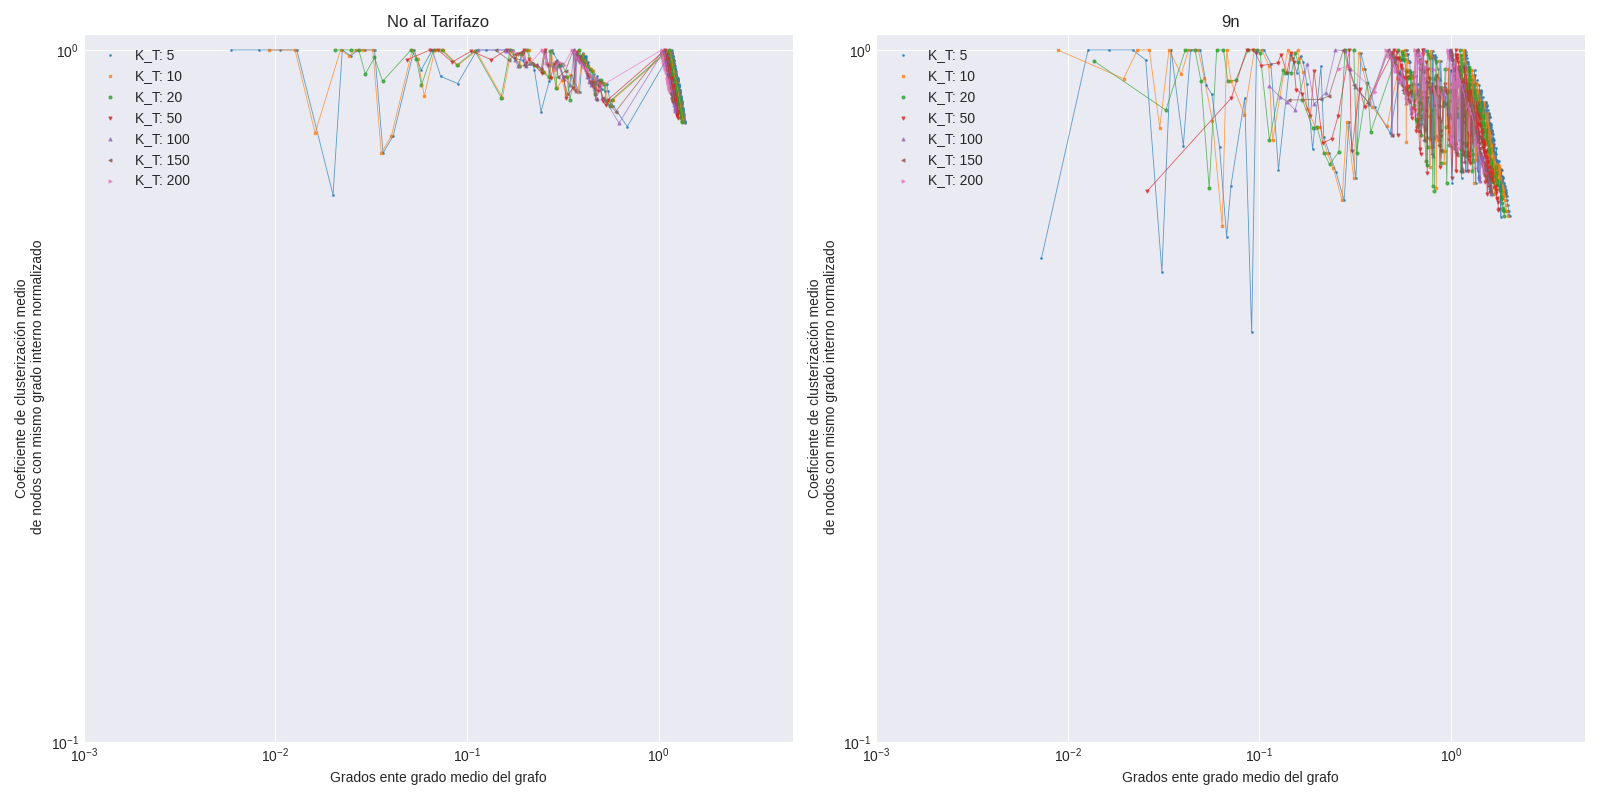 No al Tarifazo
10⁰
K_T: 5
K_T: 10
K_T: 20
K_T: 50
K_T: 100
K_T: 150
K_T: 200
Coeficiente de clusterización medio
de nodos con mismo grado interno normalizado
10⁻¹
10⁻³
10⁻²
10⁻¹
10⁰
Grados ente grado medio del grafo
9n
10⁰
K_T: 5
K_T: 10
K_T: 20
K_T: 50
K_T: 100
K_T: 150
K_T: 200
Coeficiente de clusterización medio
de nodos con mismo grado interno normalizado
10⁻¹
10⁻³
10⁻²
10⁻¹
10⁰
Grados ente grado medio del grafo